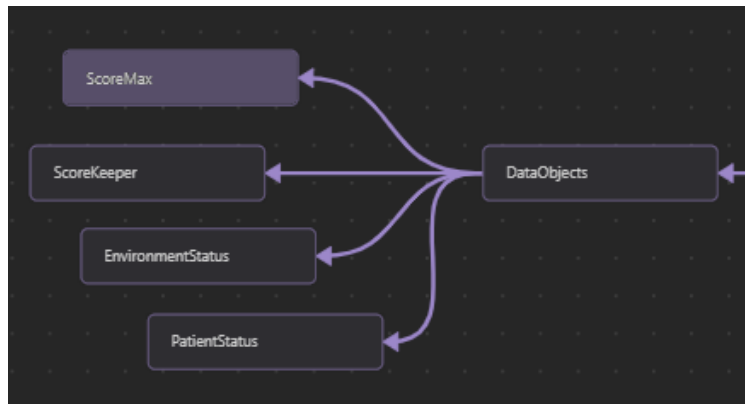 ScoreMax
ScoreKeeper
DataObjects
EnvironmentStatus
PatientStatus